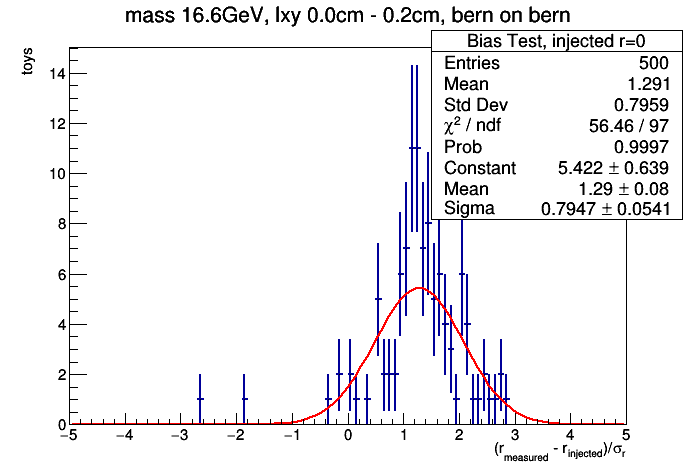 mass 16.6GeV, lxy 0.0cm - 0.2cm, bern on bern
Bias Test, injected r=0
Entries 500
Mean 1.291
Std Dev 0.7959
χ² / ndf 56.46 / 97
Prob 0.9997
Constant 5.422 ± 0.639
Mean 1.29 ± 0.08
Sigma 0.7947 ± 0.0541
toys
14
12
10
8
6
4
2
0
−5 −4 −3 −2 −1 0 1 2 3 4 5
(r_measured - r_injected)/σ_r